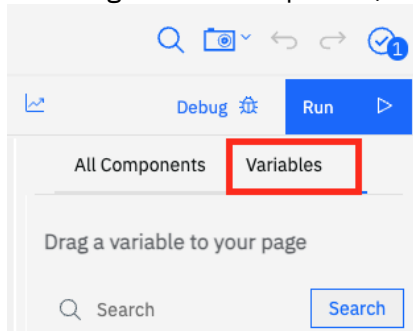 1
Debug Run
All Components Variables
Drag a variable to your page
Search Search